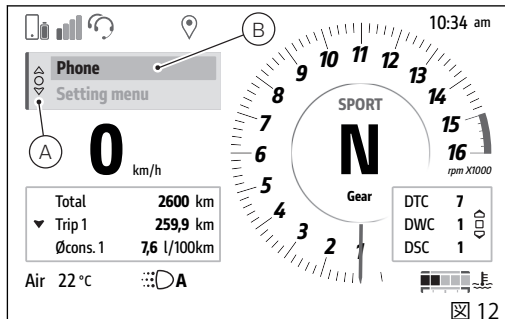 10:34 am
B
Phone
Setting menu
A
0
km/h
Total 2600 km
Trip 1 259,9 km
Øcons. 1 7,6 l/100km
Air 22 °C
A
1
2
3
4
5
6
7
8
9
10
11
12
13
14
15
16
rpm X1000
SPORT
N
Gear
DTC 7
DWC 1
DSC 1
図 12